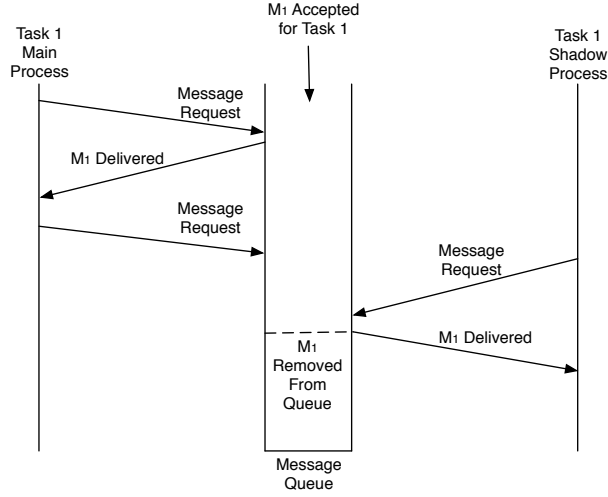 M1 Accepted
for Task 1
Task 1
Main
Process
Task 1
Shadow
Process
Message
Request
M1 Delivered
Message
Request
Message
Request
M1 Delivered
M1
Removed
From
Queue
Message
Queue